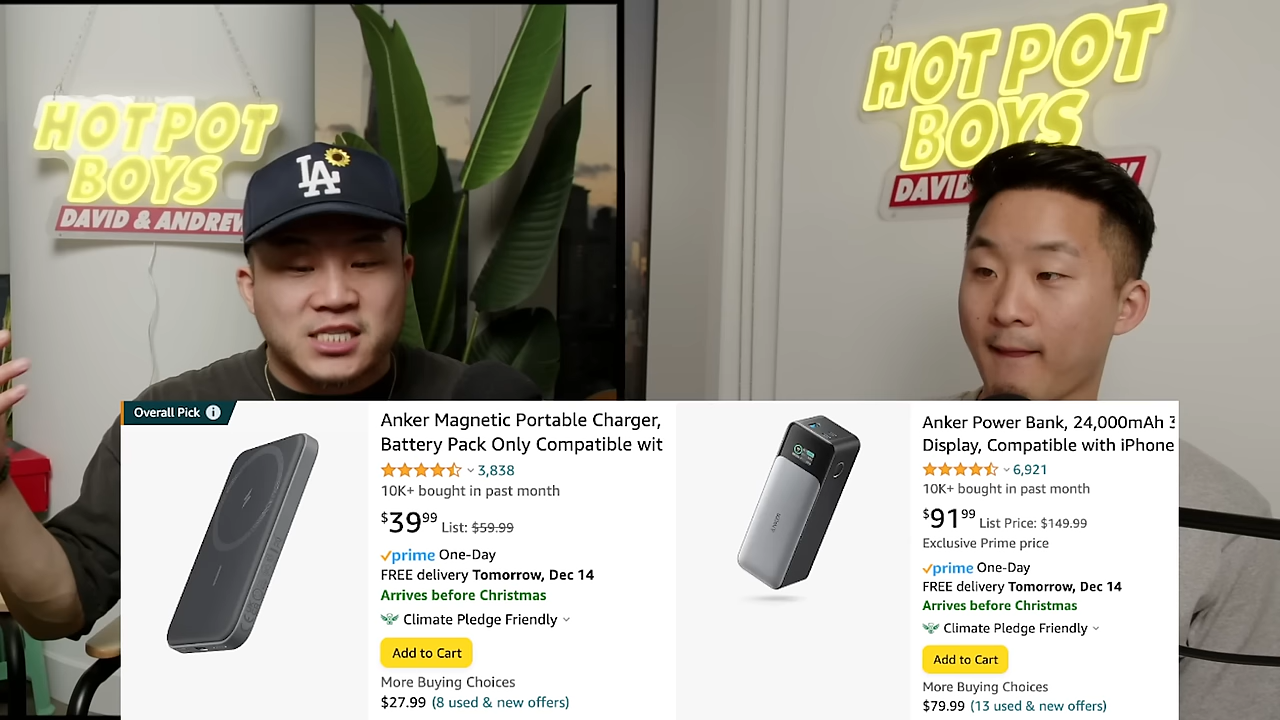 HOT POT
BOYS
DAVID & ANDREW
HOT POT
BOYS
DAVID
LA
Overall Pick
Anker Magnetic Portable Charger,
Battery Pack Only Compatible wit
3,838
10K+ bought in past month
$39.99 List: $59.99
prime One-Day
FREE delivery Tomorrow, Dec 14
Arrives before Christmas
Climate Pledge Friendly
Add to Cart
More Buying Choices
$27.99 (8 used & new offers)
ANKER
Anker Power Bank, 24,000mAh 3
Display, Compatible with iPhone
6,921
10K+ bought in past month
$91.99 List Price: $149.99
Exclusive Prime price
prime One-Day
FREE delivery Tomorrow, Dec 14
Arrives before Christmas
Climate Pledge Friendly
Add to Cart
More Buying Choices
$79.99 (13 used & new offers)